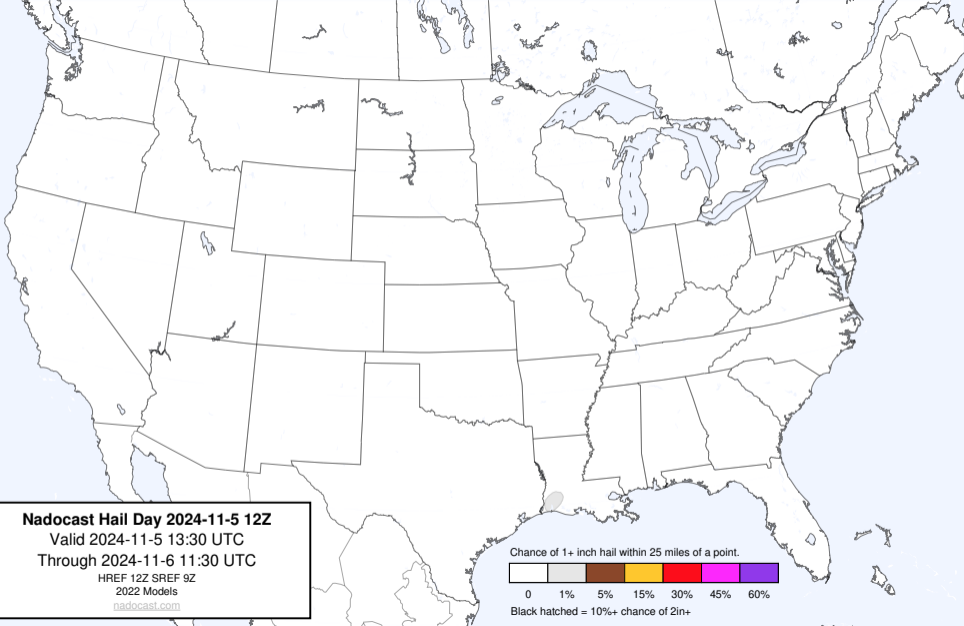 Nadocast Hail Day 2024-11-5 12Z
Valid 2024-11-5 13:30 UTC
Through 2024-11-6 11:30 UTC
HREF 12Z SREF 9Z
2022 Models
nadocast.com
Chance of 1+ inch hail within 25 miles of a point.
0 1% 5% 15% 30% 45% 60%
Black hatched = 10%+ chance of 2in+